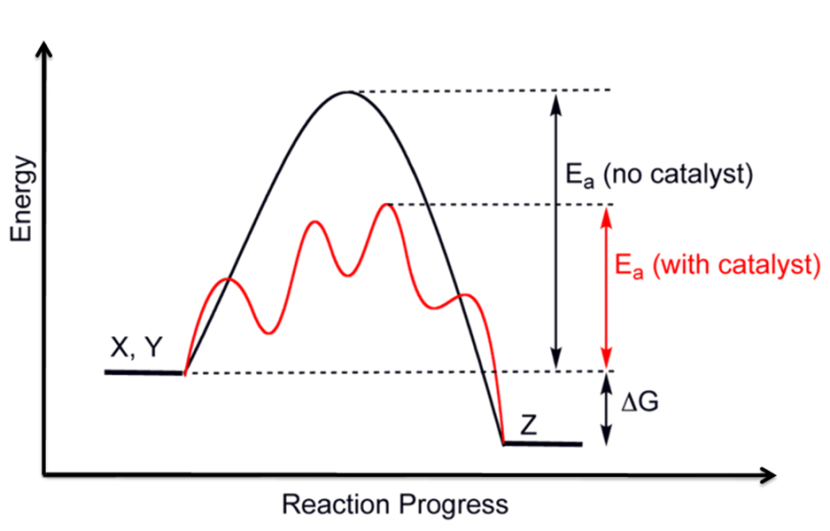 Energy
Eₐ (no catalyst)
Eₐ (with catalyst)
X, Y
ΔG
Z
Reaction Progress